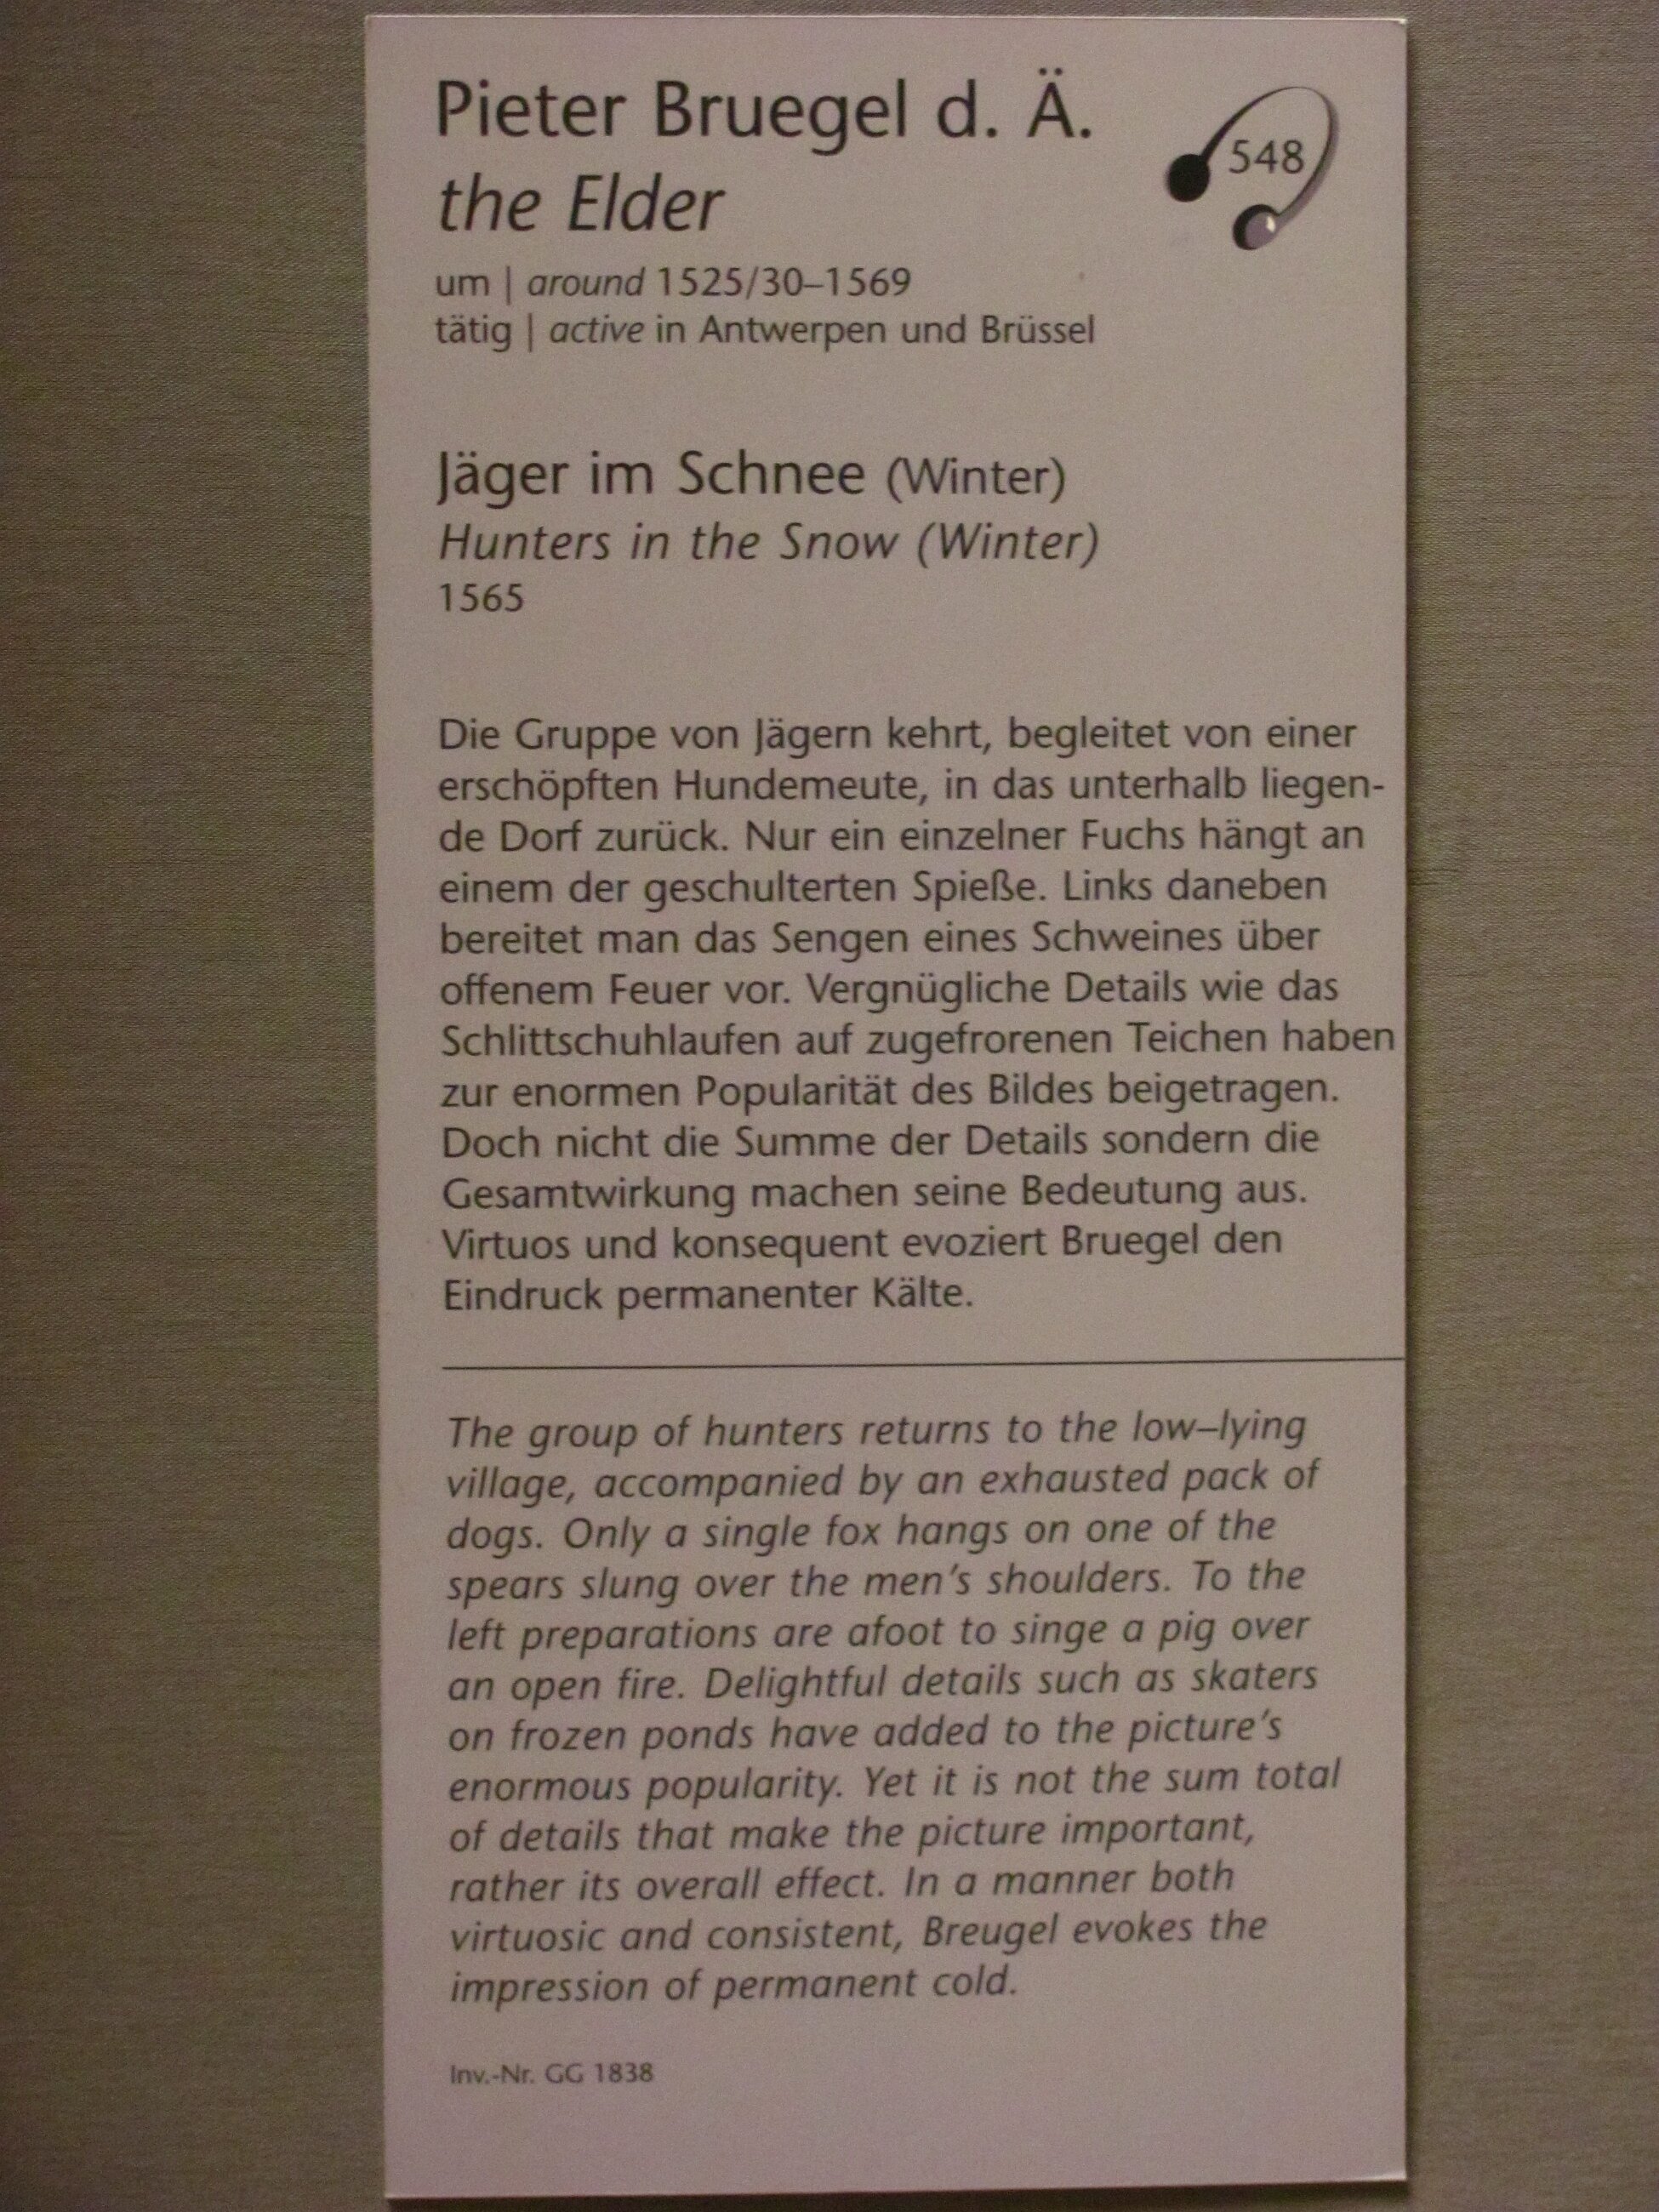 Pieter Bruegel d. Ä.
the Elder
548
um | around 1525/30–1569
tätig | active in Antwerpen und Brüssel
Jäger im Schnee (Winter)
Hunters in the Snow (Winter)
1565
Die Gruppe von Jägern kehrt, begleitet von einer
erschöpften Hundemeute, in das unterhalb liegen-
de Dorf zurück. Nur ein einzelner Fuchs hängt an
einem der geschulterten Spieße. Links daneben
bereitet man das Sengen eines Schweines über
offenem Feuer vor. Vergnügliche Details wie das
Schlittschuhlaufen auf zugefrorenen Teichen haben
zur enormen Popularität des Bildes beigetragen.
Doch nicht die Summe der Details sondern die
Gesamtwirkung machen seine Bedeutung aus.
Virtuos und konsequent evoziert Bruegel den
Eindruck permanenter Kälte.
The group of hunters returns to the low–lying
village, accompanied by an exhausted pack of
dogs. Only a single fox hangs on one of the
spears slung over the men's shoulders. To the
left preparations are afoot to singe a pig over
an open fire. Delightful details such as skaters
on frozen ponds have added to the picture's
enormous popularity. Yet it is not the sum total
of details that make the picture important,
rather its overall effect. In a manner both
virtuosic and consistent, Breugel evokes the
impression of permanent cold.
Inv.-Nr. GG 1838